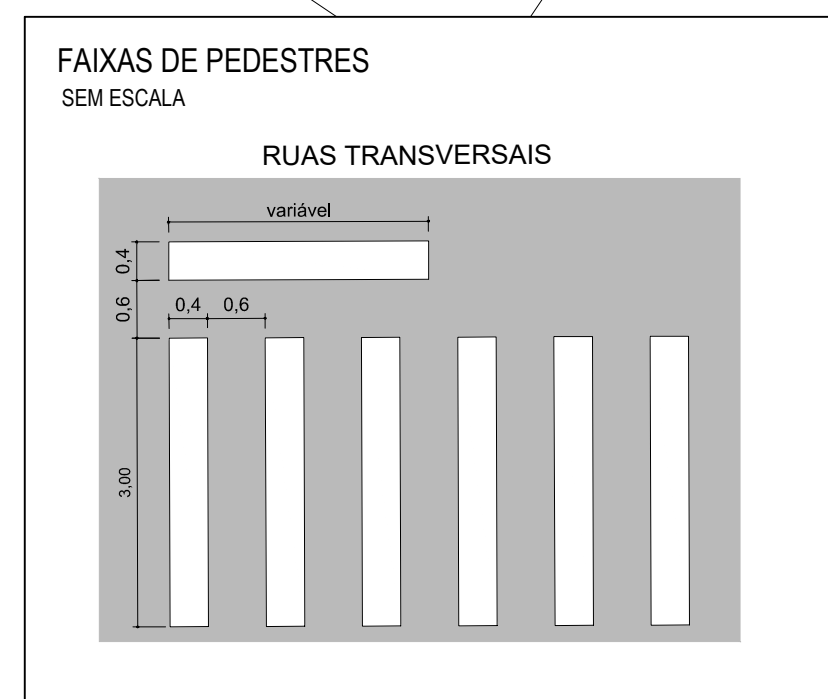 FAIXAS DE PEDESTRES
SEM ESCALA
RUAS TRANSVERSAIS
variável
0,4
0,6
0,4 0,6
3,00